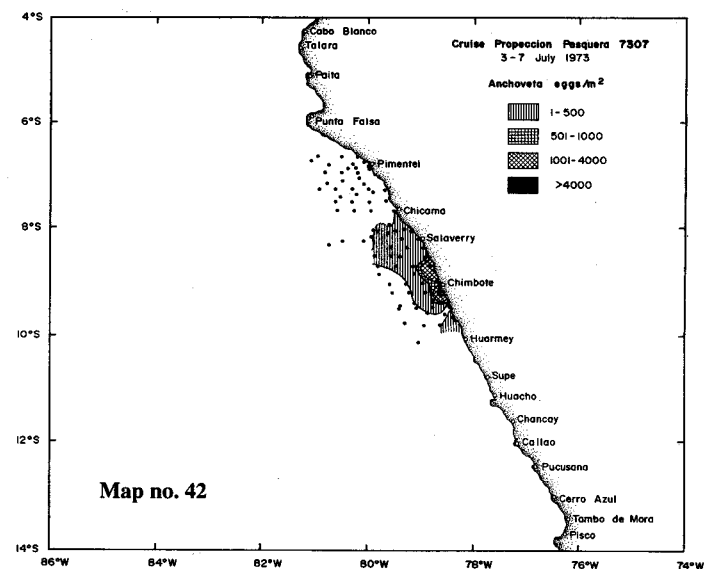 4°S
Cabo Blanco
Talara
Cruise Propeccion Pesquera 7307
3-7 July 1973
Paita
Anchoveta eggs/m²
1-500
6°S
Punta Falsa
501-1000
1001-4000
Pimentel
>4000
Chicama
8°S
Salaverry
Chimbote
10°S
Huarmey
Supe
Huacho
Chancay
12°S
Callao
Pucusana
Map no. 42
Cerro Azul
Tambo de Mora
Pisco
14°S
86°W
84°W
82°W
80°W
78°W
76°W
74°W